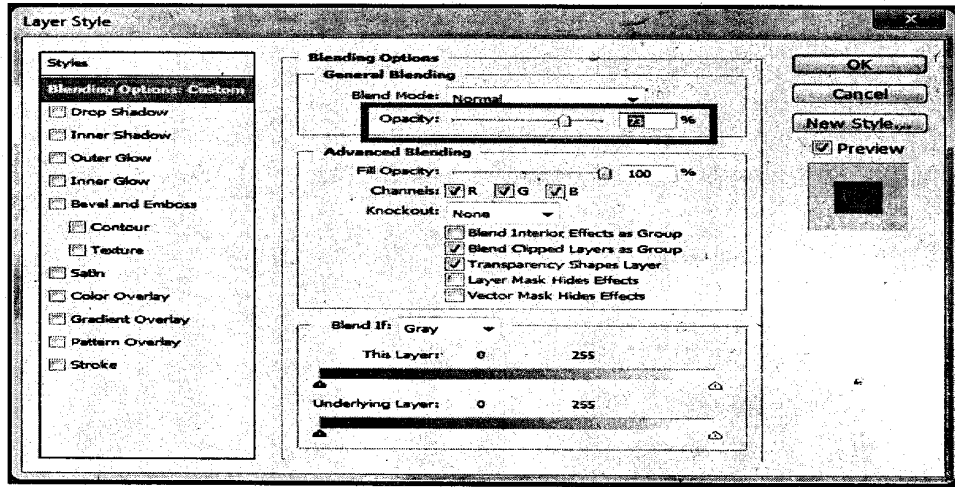 Layer Style
Styles
Blending Options: Custom
Drop Shadow
Inner Shadow
Outer Glow
Inner Glow
Bevel and Emboss
Contour
Texture
Satin
Color Overlay
Gradient Overlay
Pattern Overlay
Stroke
Blending Options
General Blending
Blend Mode: Normal
Opacity: 73 %
Advanced Blending
Fill Opacity: 100 %
Channels: R G B
Knockout: None
Blend Interior Effects as Group
Blend Clipped Layers as Group
Transparency Shapes Layer
Layer Mask Hides Effects
Vector Mask Hides Effects
Blend If: Gray
This Layer: 0 255
Underlying Layer: 0 255
OK
Cancel
New Style...
Preview